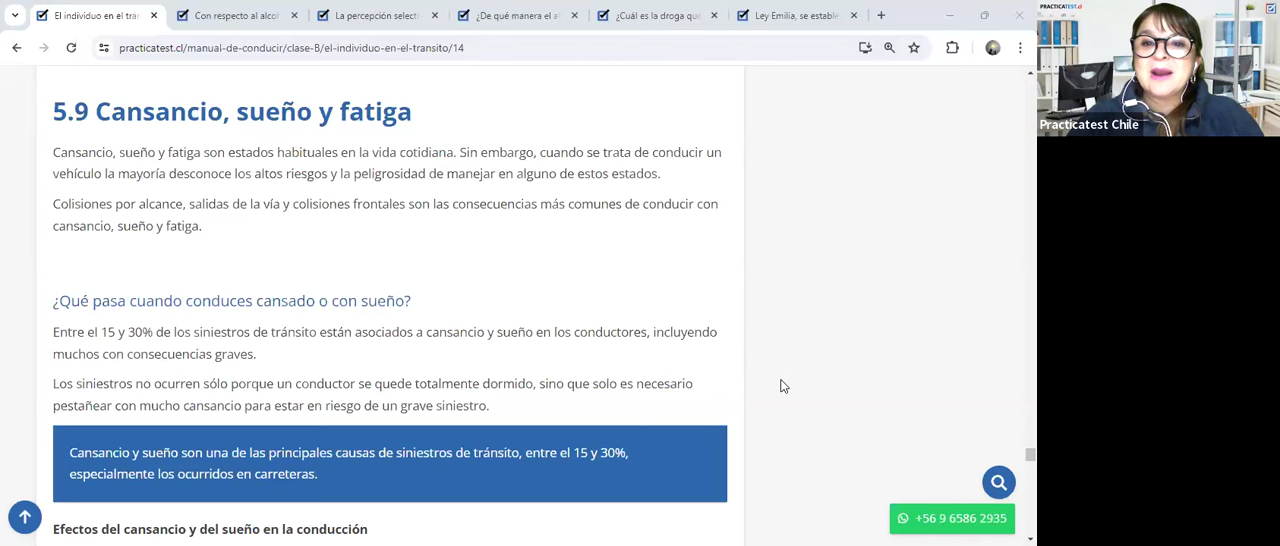 El individuo en el trán
Con respecto al alcoh
La percepción selecti
¿De qué manera el al
¿Cuál es la droga que
Ley Emilia, se estable
practicatest.cl/manual-de-conducir/clase-B/el-individuo-en-el-transito/14
PRACTICATEST.cl
Practicatest Chile
5.9 Cansancio, sueño y fatiga
Cansancio, sueño y fatiga son estados habituales en la vida cotidiana. Sin embargo, cuando se trata de conducir un
vehículo la mayoría desconoce los altos riesgos y la peligrosidad de manejar en alguno de estos estados.
Colisiones por alcance, salidas de la vía y colisiones frontales son las consecuencias más comunes de conducir con
cansancio, sueño y fatiga.
¿Qué pasa cuando conduces cansado o con sueño?
Entre el 15 y 30% de los siniestros de tránsito están asociados a cansancio y sueño en los conductores, incluyendo
muchos con consecuencias graves.
Los siniestros no ocurren sólo porque un conductor se quede totalmente dormido, sino que solo es necesario
pestañear con mucho cansancio para estar en riesgo de un grave siniestro.
Cansancio y sueño son una de las principales causas de siniestros de tránsito, entre el 15 y 30%,
especialmente los ocurridos en carreteras.
+56 9 6586 2935
Efectos del cansancio y del sueño en la conducción